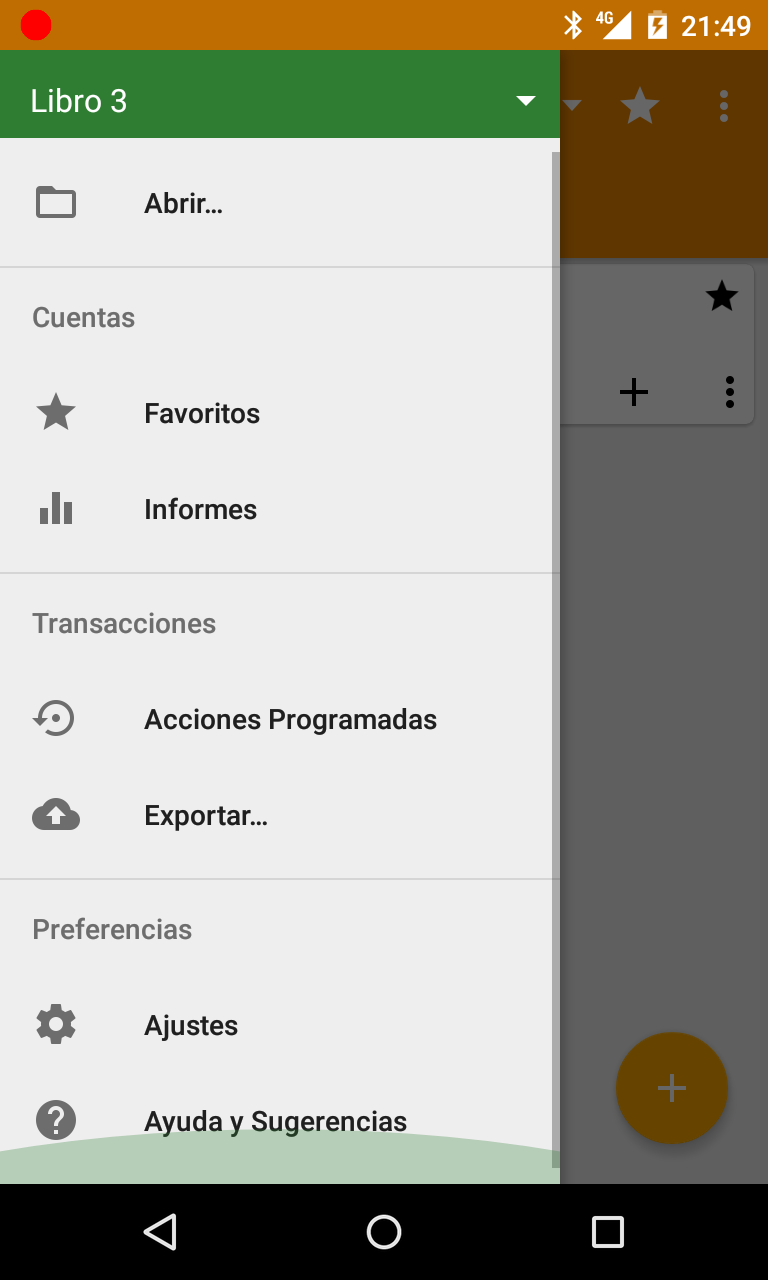 4G 21:49
Libro 3
Abrir…
Cuentas
Favoritos
Informes
Transacciones
Acciones Programadas
Exportar…
Preferencias
Ajustes
Ayuda y Sugerencias